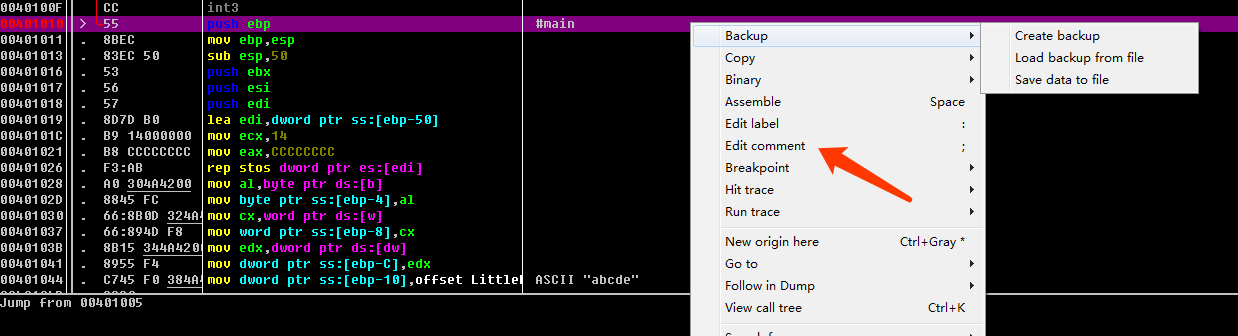 0040100F CC int3
00401010 > 55 push ebp #main
00401011 . 8BEC mov ebp,esp
00401013 . 83EC 50 sub esp,50
00401016 . 53 push ebx
00401017 . 56 push esi
00401018 . 57 push edi
00401019 . 8D7D B0 lea edi,dword ptr ss:[ebp-50]
0040101C . B9 14000000 mov ecx,14
00401021 . B8 CCCCCCCC mov eax,CCCCCCCC
00401026 . F3:AB rep stos dword ptr es:[edi]
00401028 . A0 304A4200 mov al,byte ptr ds:[b]
0040102D . 8845 FC mov byte ptr ss:[ebp-4],al
00401030 . 66:8B0D 324A4 mov cx,word ptr ds:[w]
00401037 . 66:894D F8 mov word ptr ss:[ebp-8],cx
0040103B . 8B15 344A4200 mov edx,dword ptr ds:[dw]
00401041 . 8955 F4 mov dword ptr ss:[ebp-C],edx
00401044 . C745 F0 384A4 mov dword ptr ss:[ebp-10],offset Littlel ASCII "abcde"
Jump from 00401005
Backup
Copy
Binary
Assemble Space
Edit label :
Edit comment ;
Breakpoint
Hit trace
Run trace
New origin here Ctrl+Gray *
Go to
Follow in Dump
View call tree Ctrl+K
Create backup
Load backup from file
Save data to file